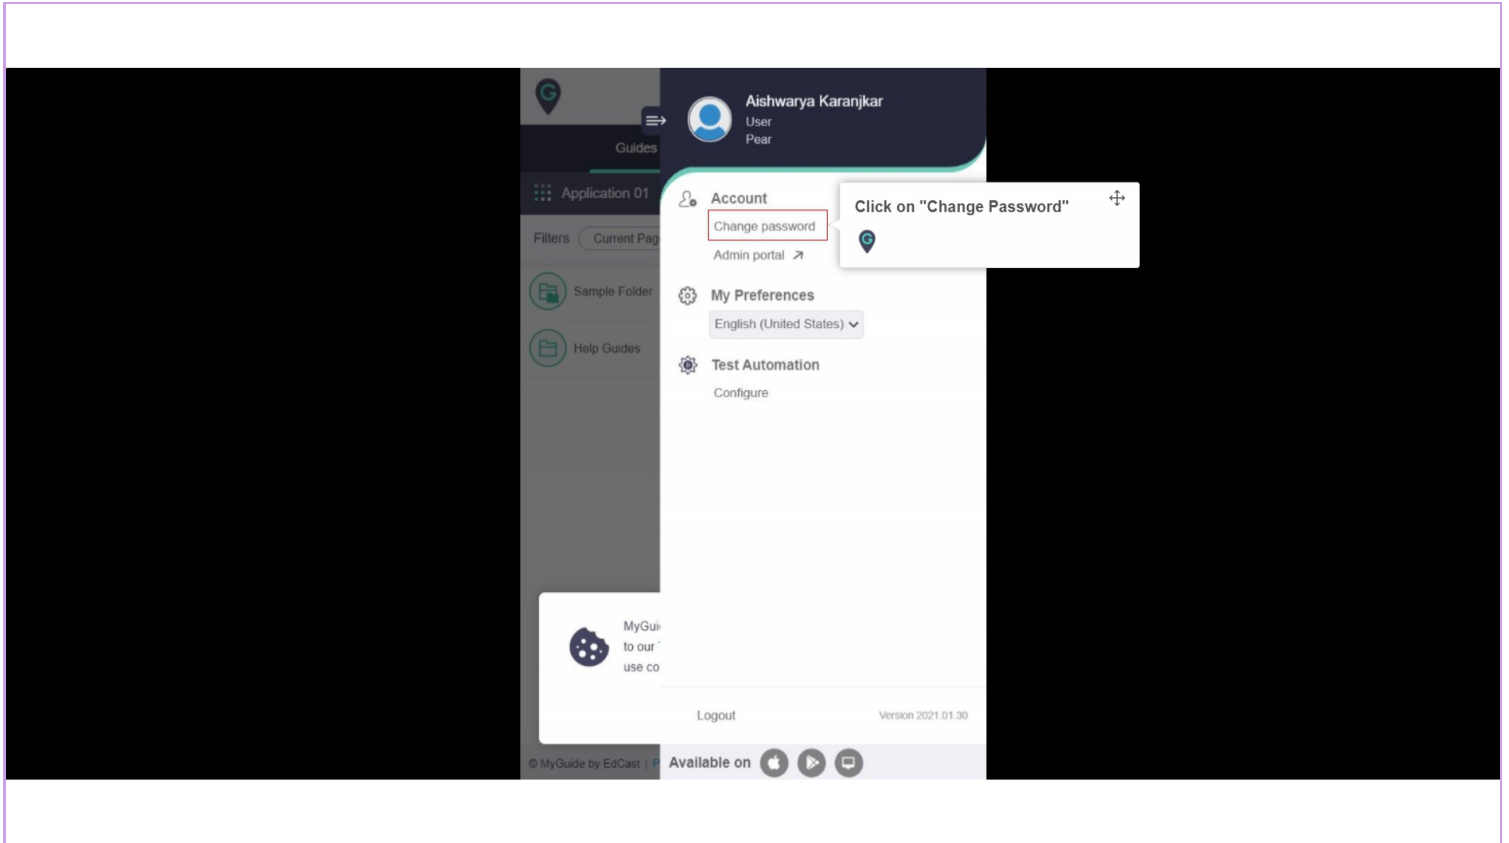 Aishwarya Karanjkar
User
Pear
Guides
Application 01
Filters
Current Pag
Sample Folder
Help Guides
Account
Change password
Admin portal
Click on "Change Password"
My Preferences
English (United States)
Test Automation
Configure
MyGui
to our
use co
Logout
Version 2021.01.30
© MyGuide by EdCast | P
Available on